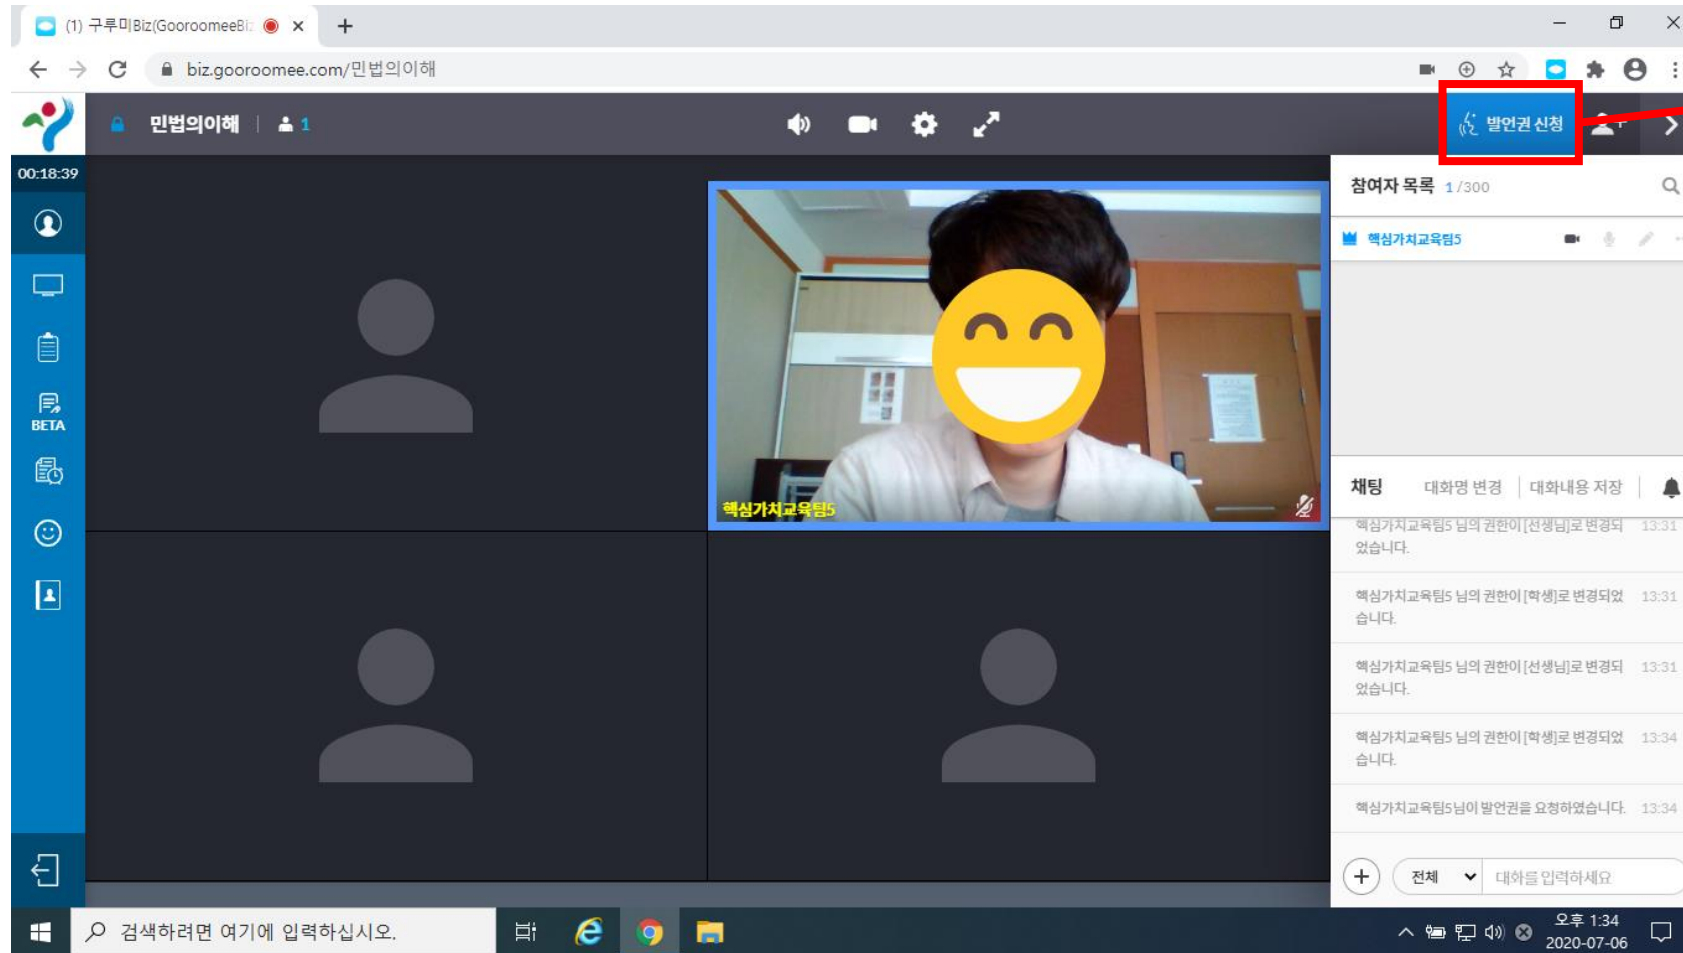 (1) 구루미Biz(GooroomeeBiz
biz.gooroomee.com/민법의이해
민법의이해 1
발언권 신청
00:18:39
참여자 목록 1/300
핵심가치교육팀5
BETA
핵심가치교육팀5
채팅 대화명 변경 대화내용 저장
핵심가치교육팀5 님의 권한이 [선생님]로 변경되 13:31
었습니다.
핵심가치교육팀5 님의 권한이 [학생]로 변경되었 13:31
습니다.
핵심가치교육팀5 님의 권한이 [선생님]로 변경되 13:31
었습니다.
핵심가치교육팀5 님의 권한이 [학생]로 변경되었 13:34
습니다.
핵심가치교육팀5님이 발언권을 요청하였습니다. 13:34
전체 대화를 입력하세요
검색하려면 여기에 입력하십시오.
오후 1:34
2020-07-06